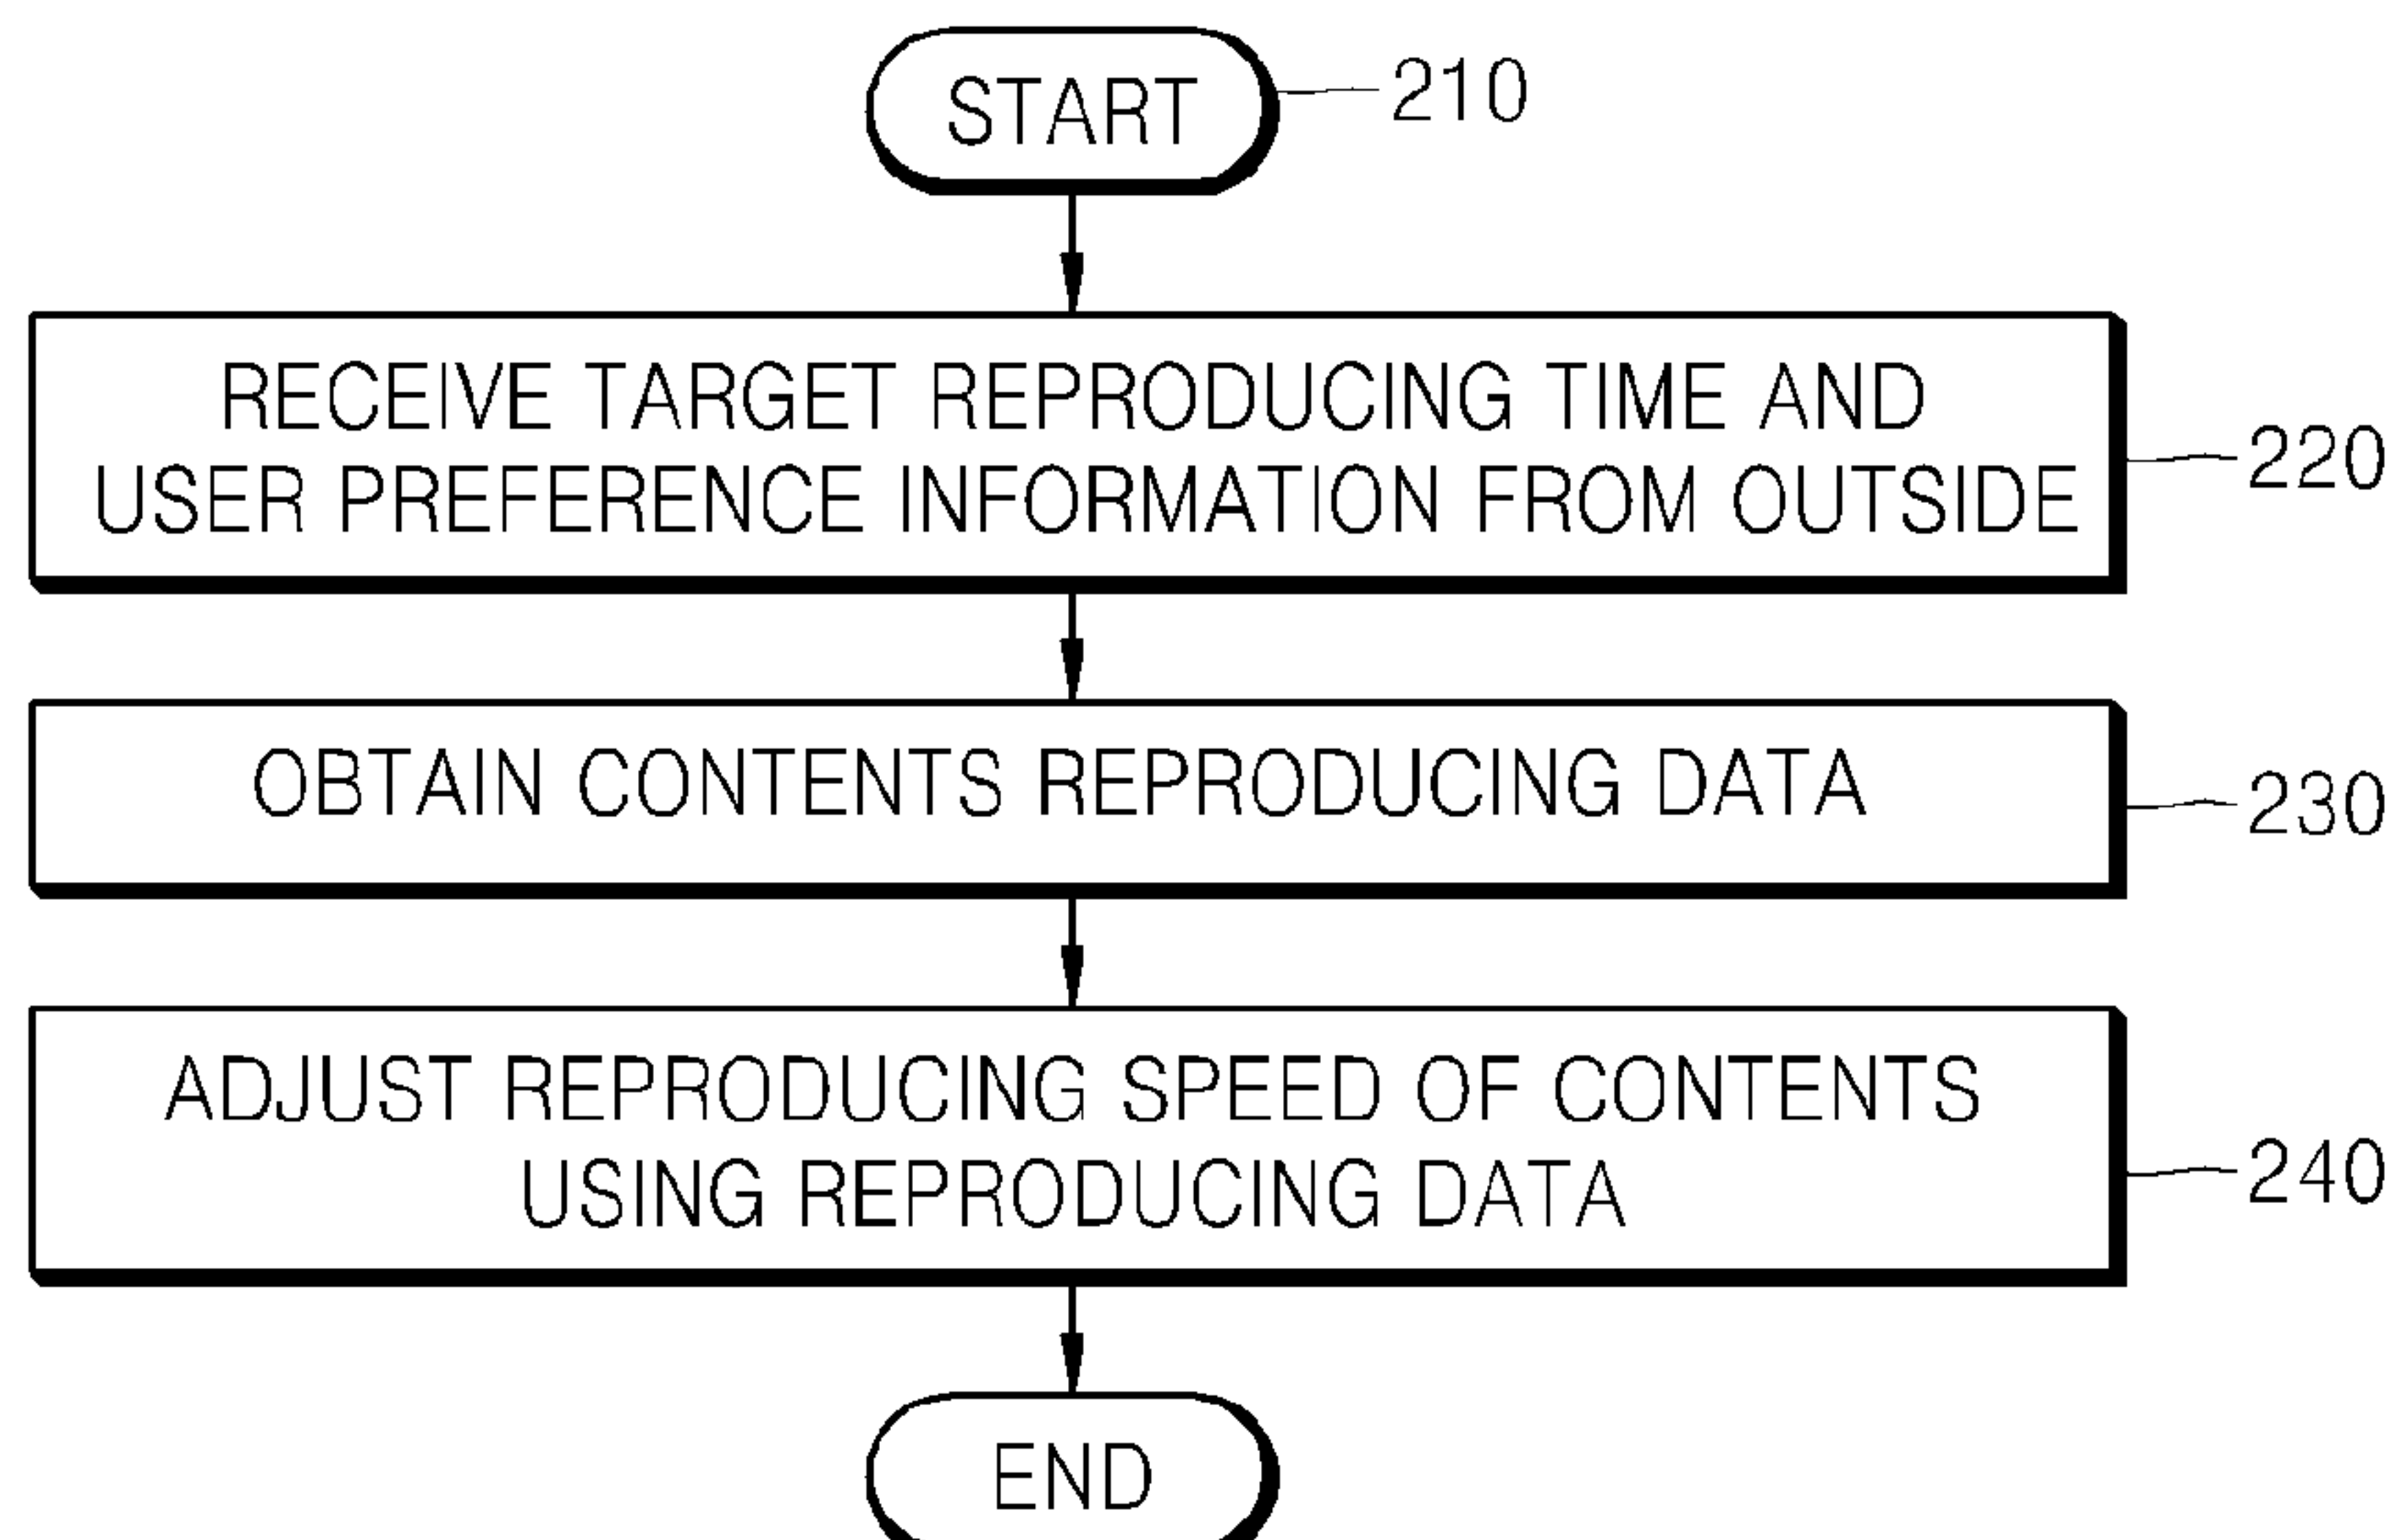 START
210
RECEIVE TARGET REPRODUCING TIME AND
USER PREFERENCE INFORMATION FROM OUTSIDE
220
OBTAIN CONTENTS REPRODUCING DATA
230
ADJUST REPRODUCING SPEED OF CONTENTS
USING REPRODUCING DATA
240
END